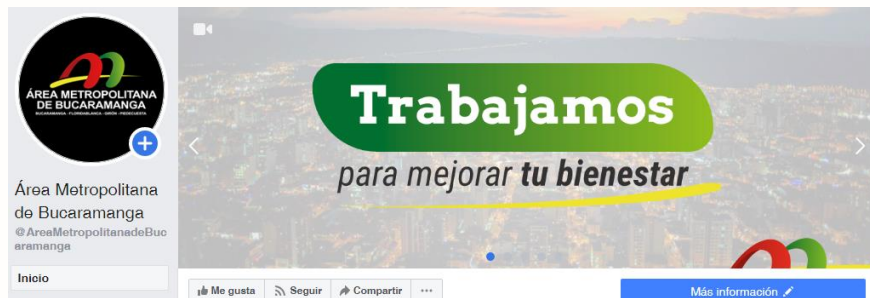 ÁREA METROPOLITANA
DE BUCARAMANGA
BUCARAMANGA - FLORIDABLANCA - GIRÓN - PIEDECUESTA
Área Metropolitana
de Bucaramanga
@AreaMetropolitanadeBuc
aramanga
Inicio
Trabajamos
para mejorar tu bienestar
Me gusta
Seguir
Compartir
Más información